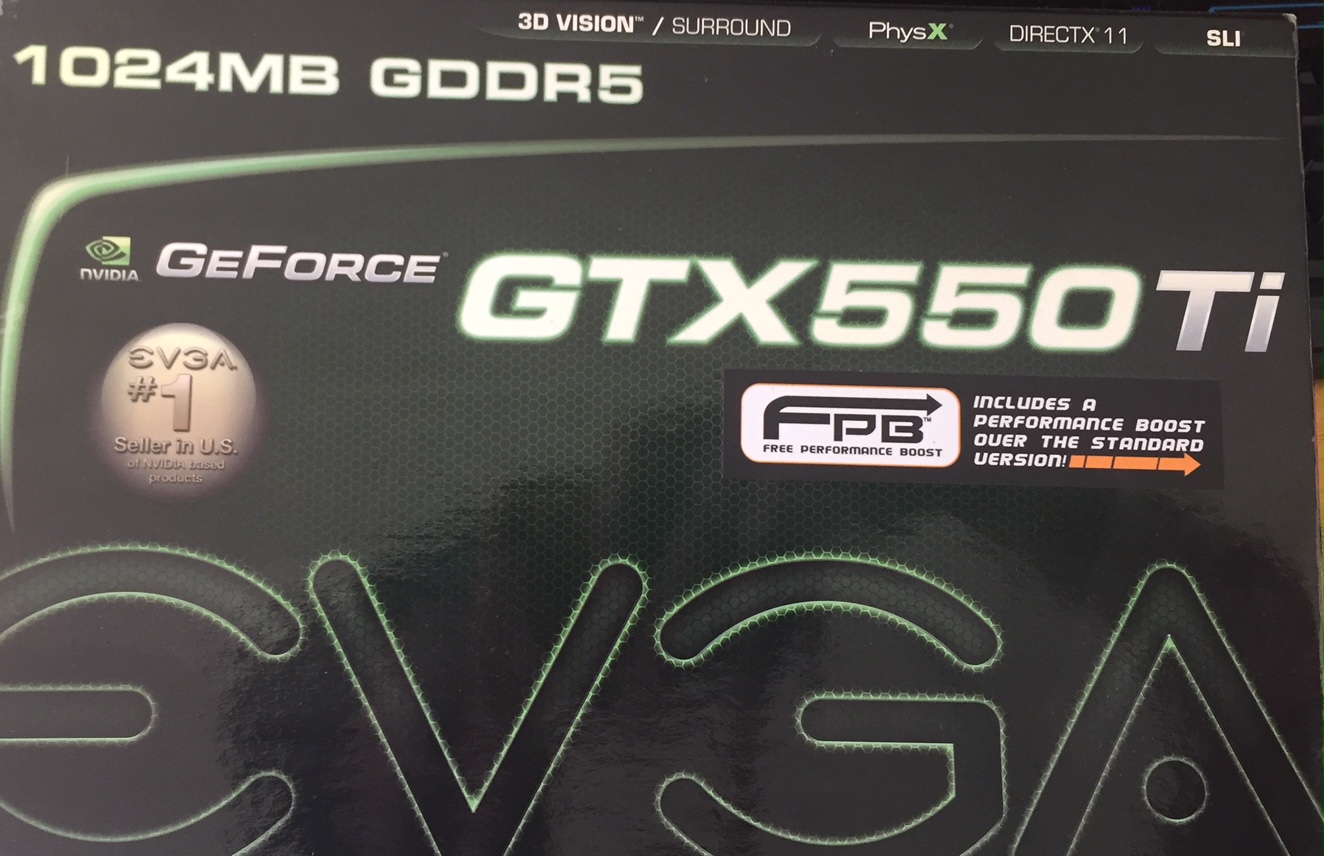 3D VISION™ / SURROUND
PhysX®
DIRECTX® 11
SLI
1024MB GDDR5
NVIDIA
GEFORCE®
GTX550Ti
EVGA
#1
Seller in U.S.
of NVIDIA based
products
FPB™
FREE PERFORMANCE BOOST
INCLUDES A
PERFORMANCE BOOST
OVER THE STANDARD
VERSION!
EVGA